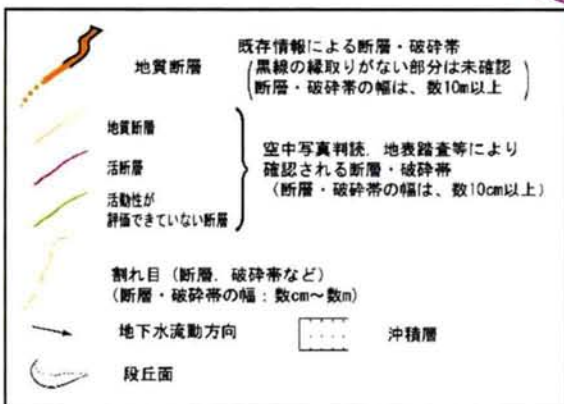 地質断層
既存情報による断層・破砕帯
(黒線の縁取りがない部分は未確認
断層・破砕帯の幅は、数10m以上)
地質断層
活断層
活動性が
評価できていない断層
空中写真判読、地表踏査等により
確認される断層・破砕帯
(断層・破砕帯の幅は、数10cm以上)
割れ目(断層、破砕帯など)
(断層・破砕帯の幅:数cm~数m)
地下水流動方向
沖積層
段丘面